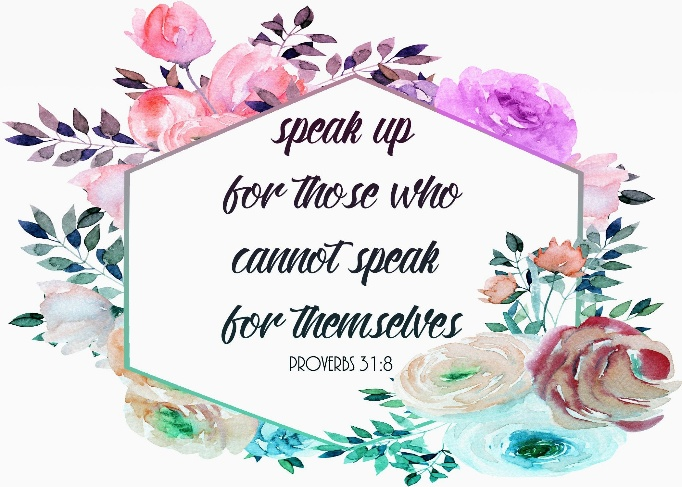 speak up
for those who
cannot speak
for themselves
PROVERBS 31:8